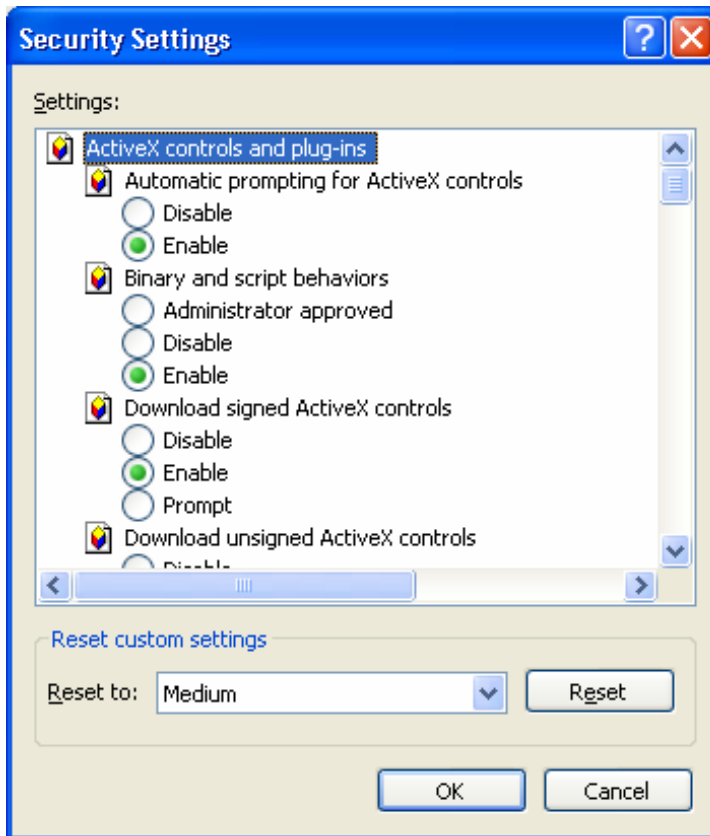 Security Settings
Settings:
ActiveX controls and plug-ins
Automatic prompting for ActiveX controls
Disable
Enable
Binary and script behaviors
Administrator approved
Disable
Enable
Download signed ActiveX controls
Disable
Enable
Prompt
Download unsigned ActiveX controls
Disable
Reset custom settings
Reset to: Medium Reset
OK Cancel